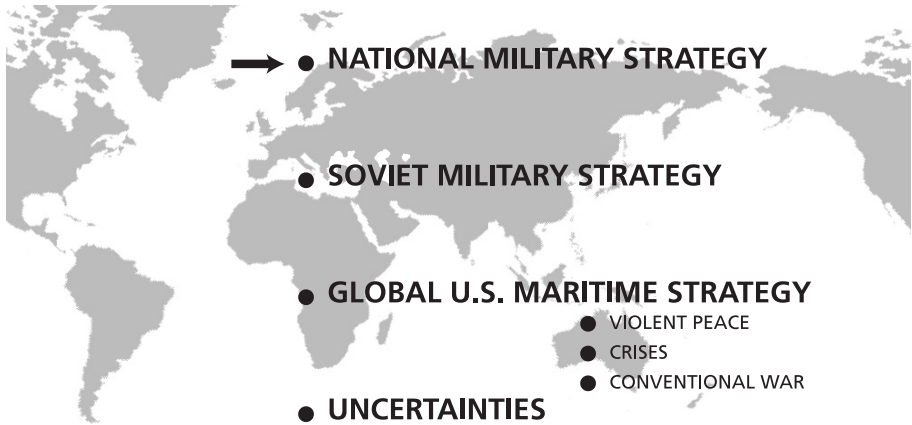 NATIONAL MILITARY STRATEGY
SOVIET MILITARY STRATEGY
GLOBAL U.S. MARITIME STRATEGY
VIOLENT PEACE
CRISES
CONVENTIONAL WAR
UNCERTAINTIES